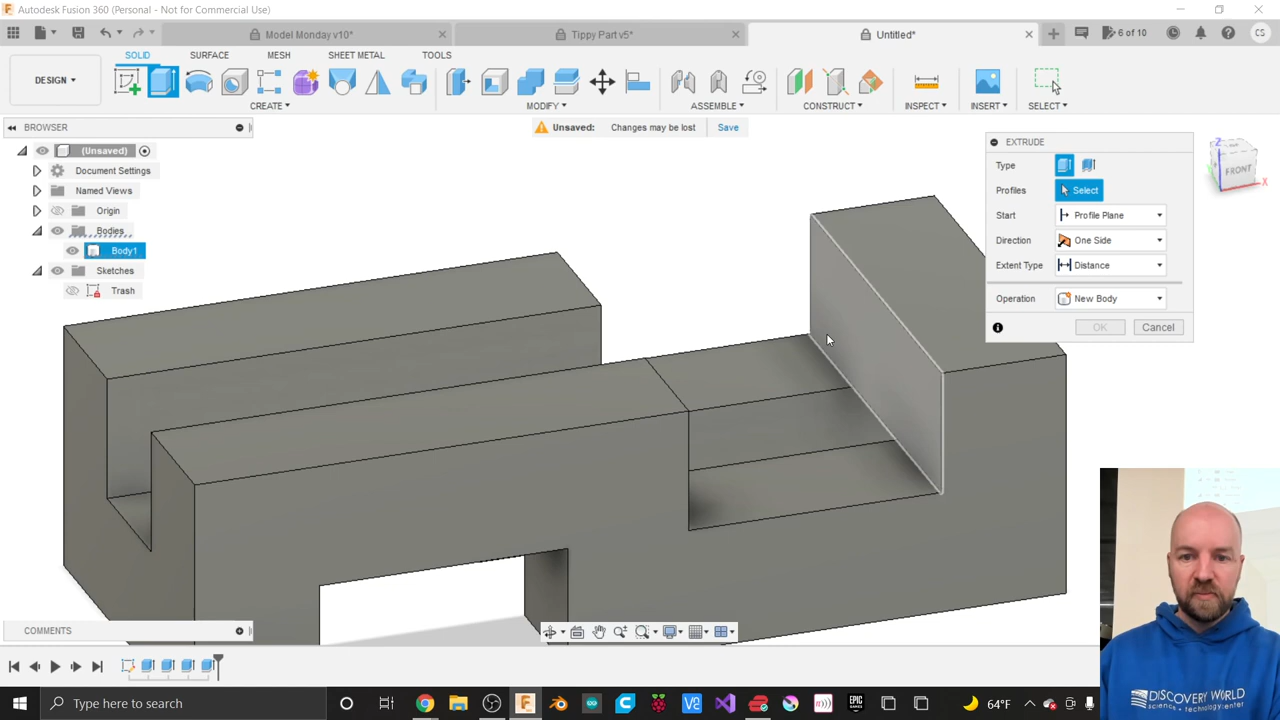 Autodesk Fusion 360 (Personal - Not for Commercial Use)
Model Monday v10*
Tippy Part v5*
Untitled*
6 of 10
CS
SOLID
SURFACE
MESH
SHEET METAL
TOOLS
DESIGN
CREATE
MODIFY
ASSEMBLE
CONSTRUCT
INSPECT
INSERT
SELECT
BROWSER
Unsaved: Changes may be lost
Save
(Unsaved)
Document Settings
Named Views
Origin
Bodies
Body1
Sketches
Trash
EXTRUDE
Type
Profiles Select
Start Profile Plane
Direction One Side
Extent Type Distance
Operation New Body
OK Cancel
Z
FRONT
X
COMMENTS
DISCOVERY WORLD
science + technology center
Type here to search
64°F